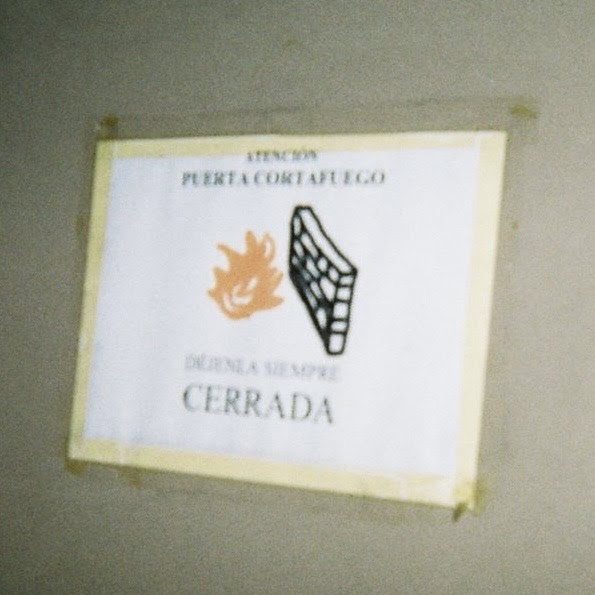 ATENCIÓN
PUERTA CORTAFUEGO
DÉJENLA SIEMPRE
CERRADA